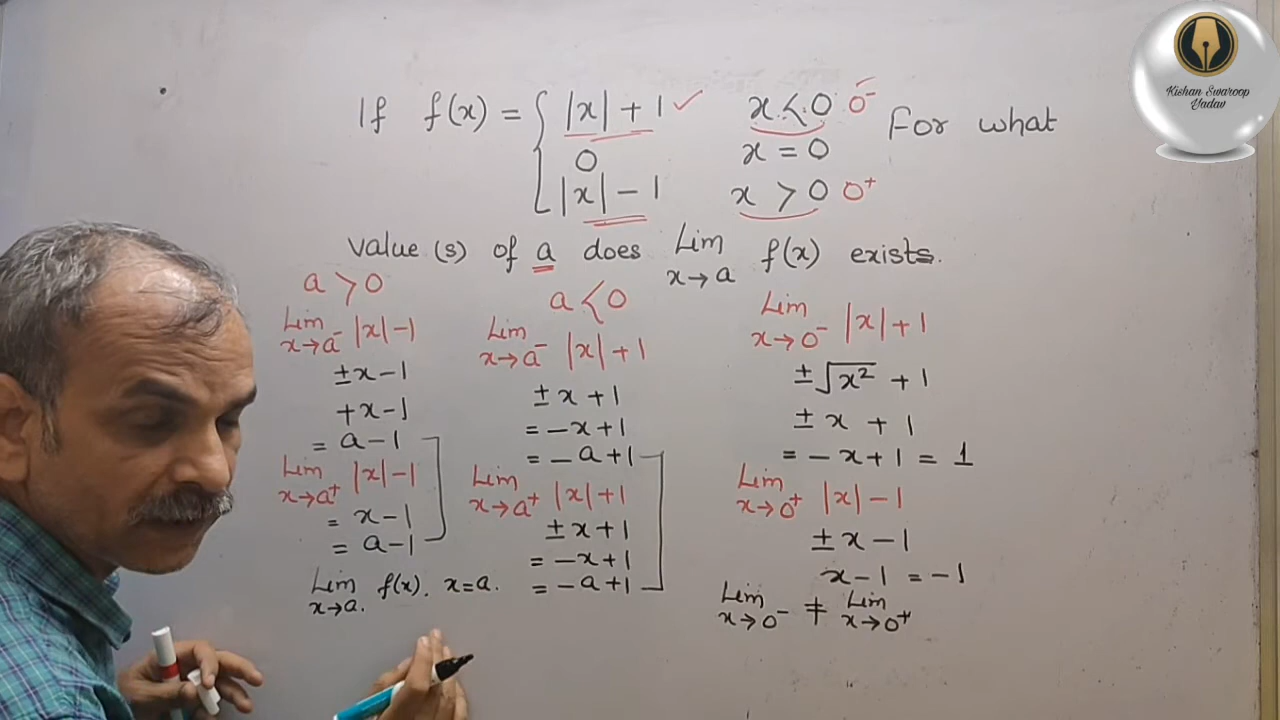 If f(x) = { |x| + 1 ✓ x < 0 0⁻ For what
0 x = 0
|x| - 1 x > 0 0⁺
value(s) of a does Lim x→a f(x) exists.
a > 0
Lim x→a⁻ |x| - 1
± x - 1
+ x - 1
= a - 1
Lim x→a⁺ |x| - 1
= x - 1
= a - 1
Lim x→a. f(x). x = a.
a < 0
Lim x→a⁻ |x| + 1
± x + 1
= - x + 1
= - a + 1
Lim x→a⁺ |x| + 1
± x + 1
= - x + 1
= - a + 1
Lim x→0⁻ |x| + 1
± √x² + 1
± x + 1
= - x + 1 = 1
Lim x→0⁺ |x| - 1
± x - 1
x - 1 = -1
Lim x→0⁻ ≠ Lim x→0⁺
Kishan Swaroop
Yadav